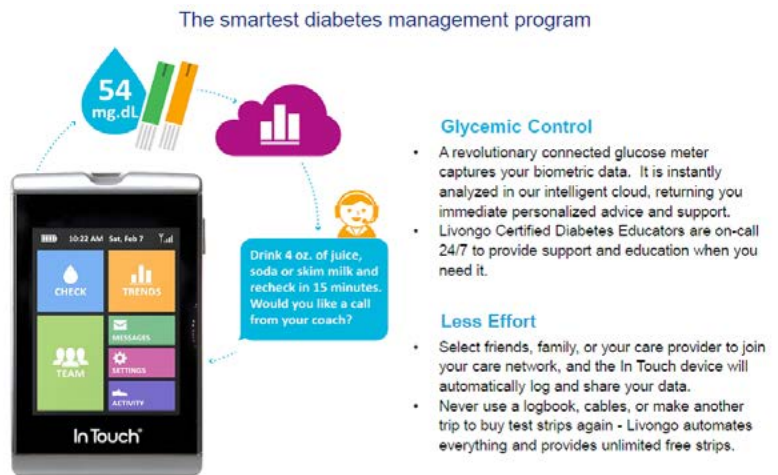 The smartest diabetes management program
54
mg.dL
10:22 AM Sat, Feb 7
CHECK
TRENDS
TEAM
MESSAGES
SETTINGS
ACTIVITY
In Touch®
Drink 4 oz. of juice,
soda or skim milk and
recheck in 15 minutes.
Would you like a call
from your coach?
Glycemic Control
• A revolutionary connected glucose meter
captures your biometric data.  It is instantly
analyzed in our intelligent cloud, returning you
immediate personalized advice and support.
• Livongo Certified Diabetes Educators are on-call
24/7 to provide support and education when you
need it.
Less Effort
• Select friends, family, or your care provider to join
your care network, and the In Touch device will
automatically log and share your data.
• Never use a logbook, cables, or make another
trip to buy test strips again - Livongo automates
everything and provides unlimited free strips.